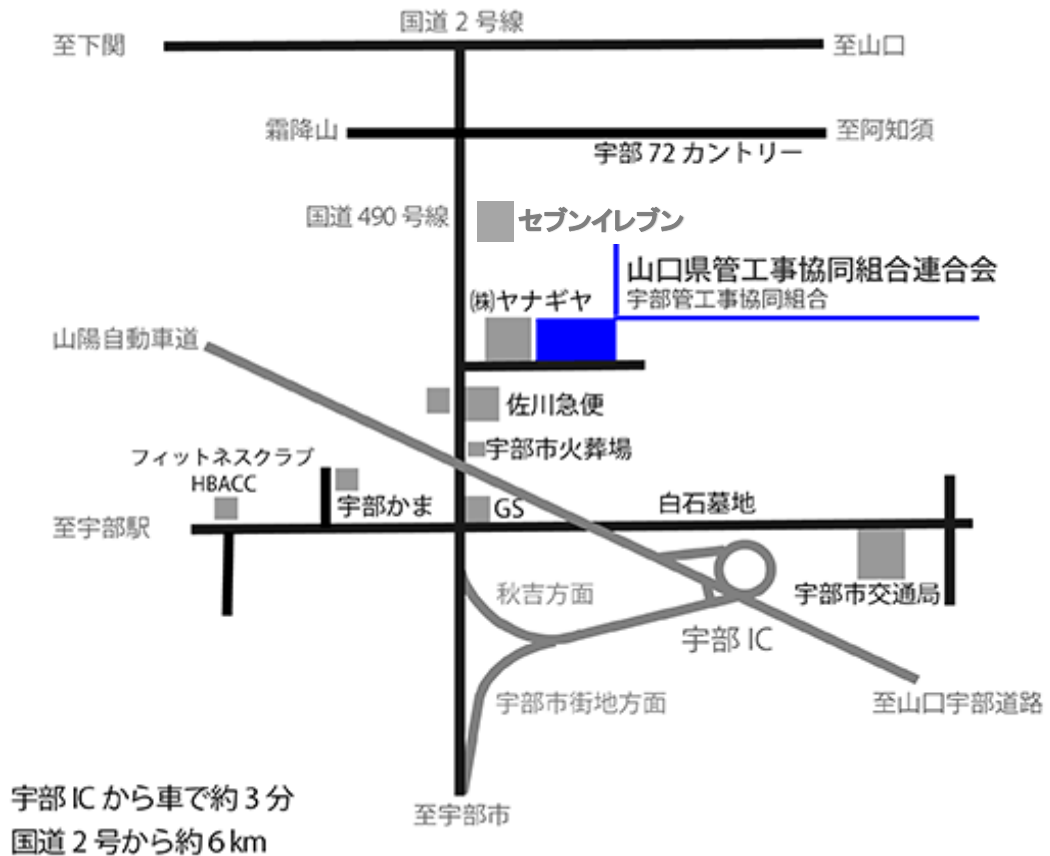 国道 2 号線
至下関
至山口
霜降山
至阿知須
宇部 72 カントリー
国道 490 号線
セブンイレブン
山口県管工事協同組合連合会
宇部管工事協同組合
㈱ヤナギヤ
山陽自動車道
佐川急便
宇部市火葬場
フィットネスクラブ
HBACC
宇部かま
GS
白石墓地
至宇部駅
秋吉方面
宇部市交通局
宇部 IC
宇部市街地方面
至山口宇部道路
宇部 IC から車で約 3 分
至宇部市
国道 2 号から約 6 km